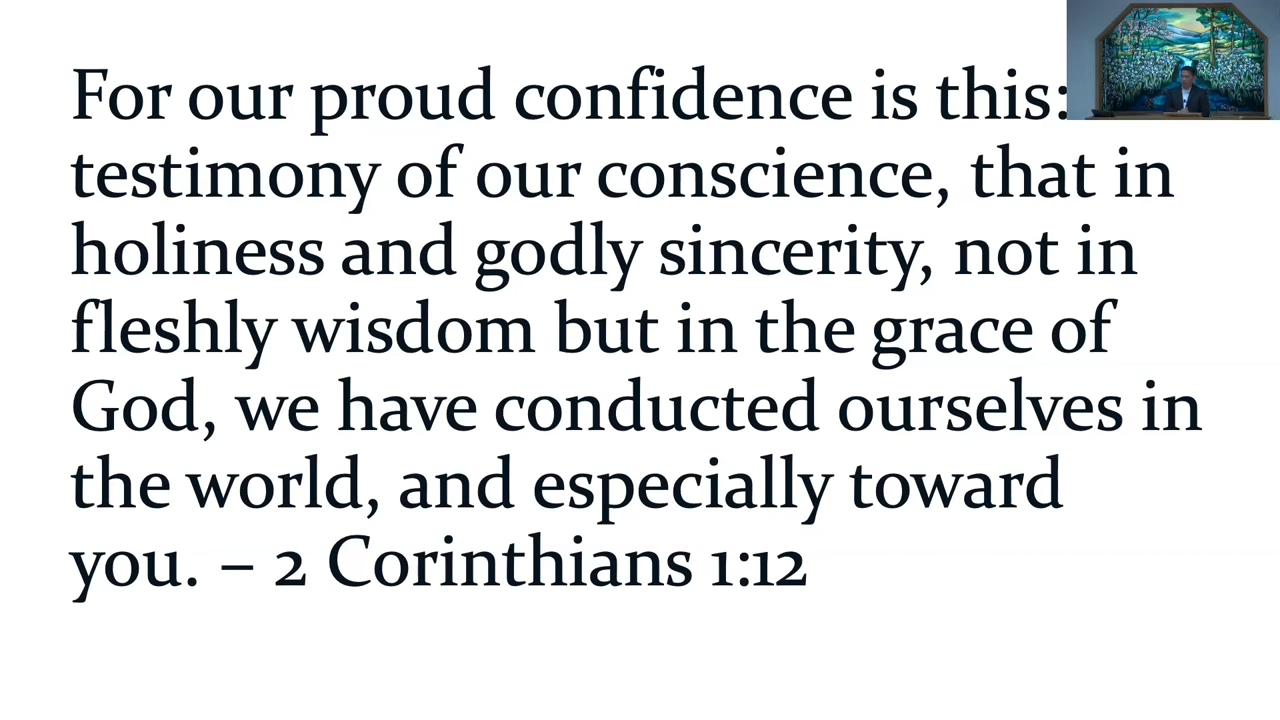 For our proud confidence is this:
testimony of our conscience, that in
holiness and godly sincerity, not in
fleshly wisdom but in the grace of
God, we have conducted ourselves in
the world, and especially toward
you. – 2 Corinthians 1:12